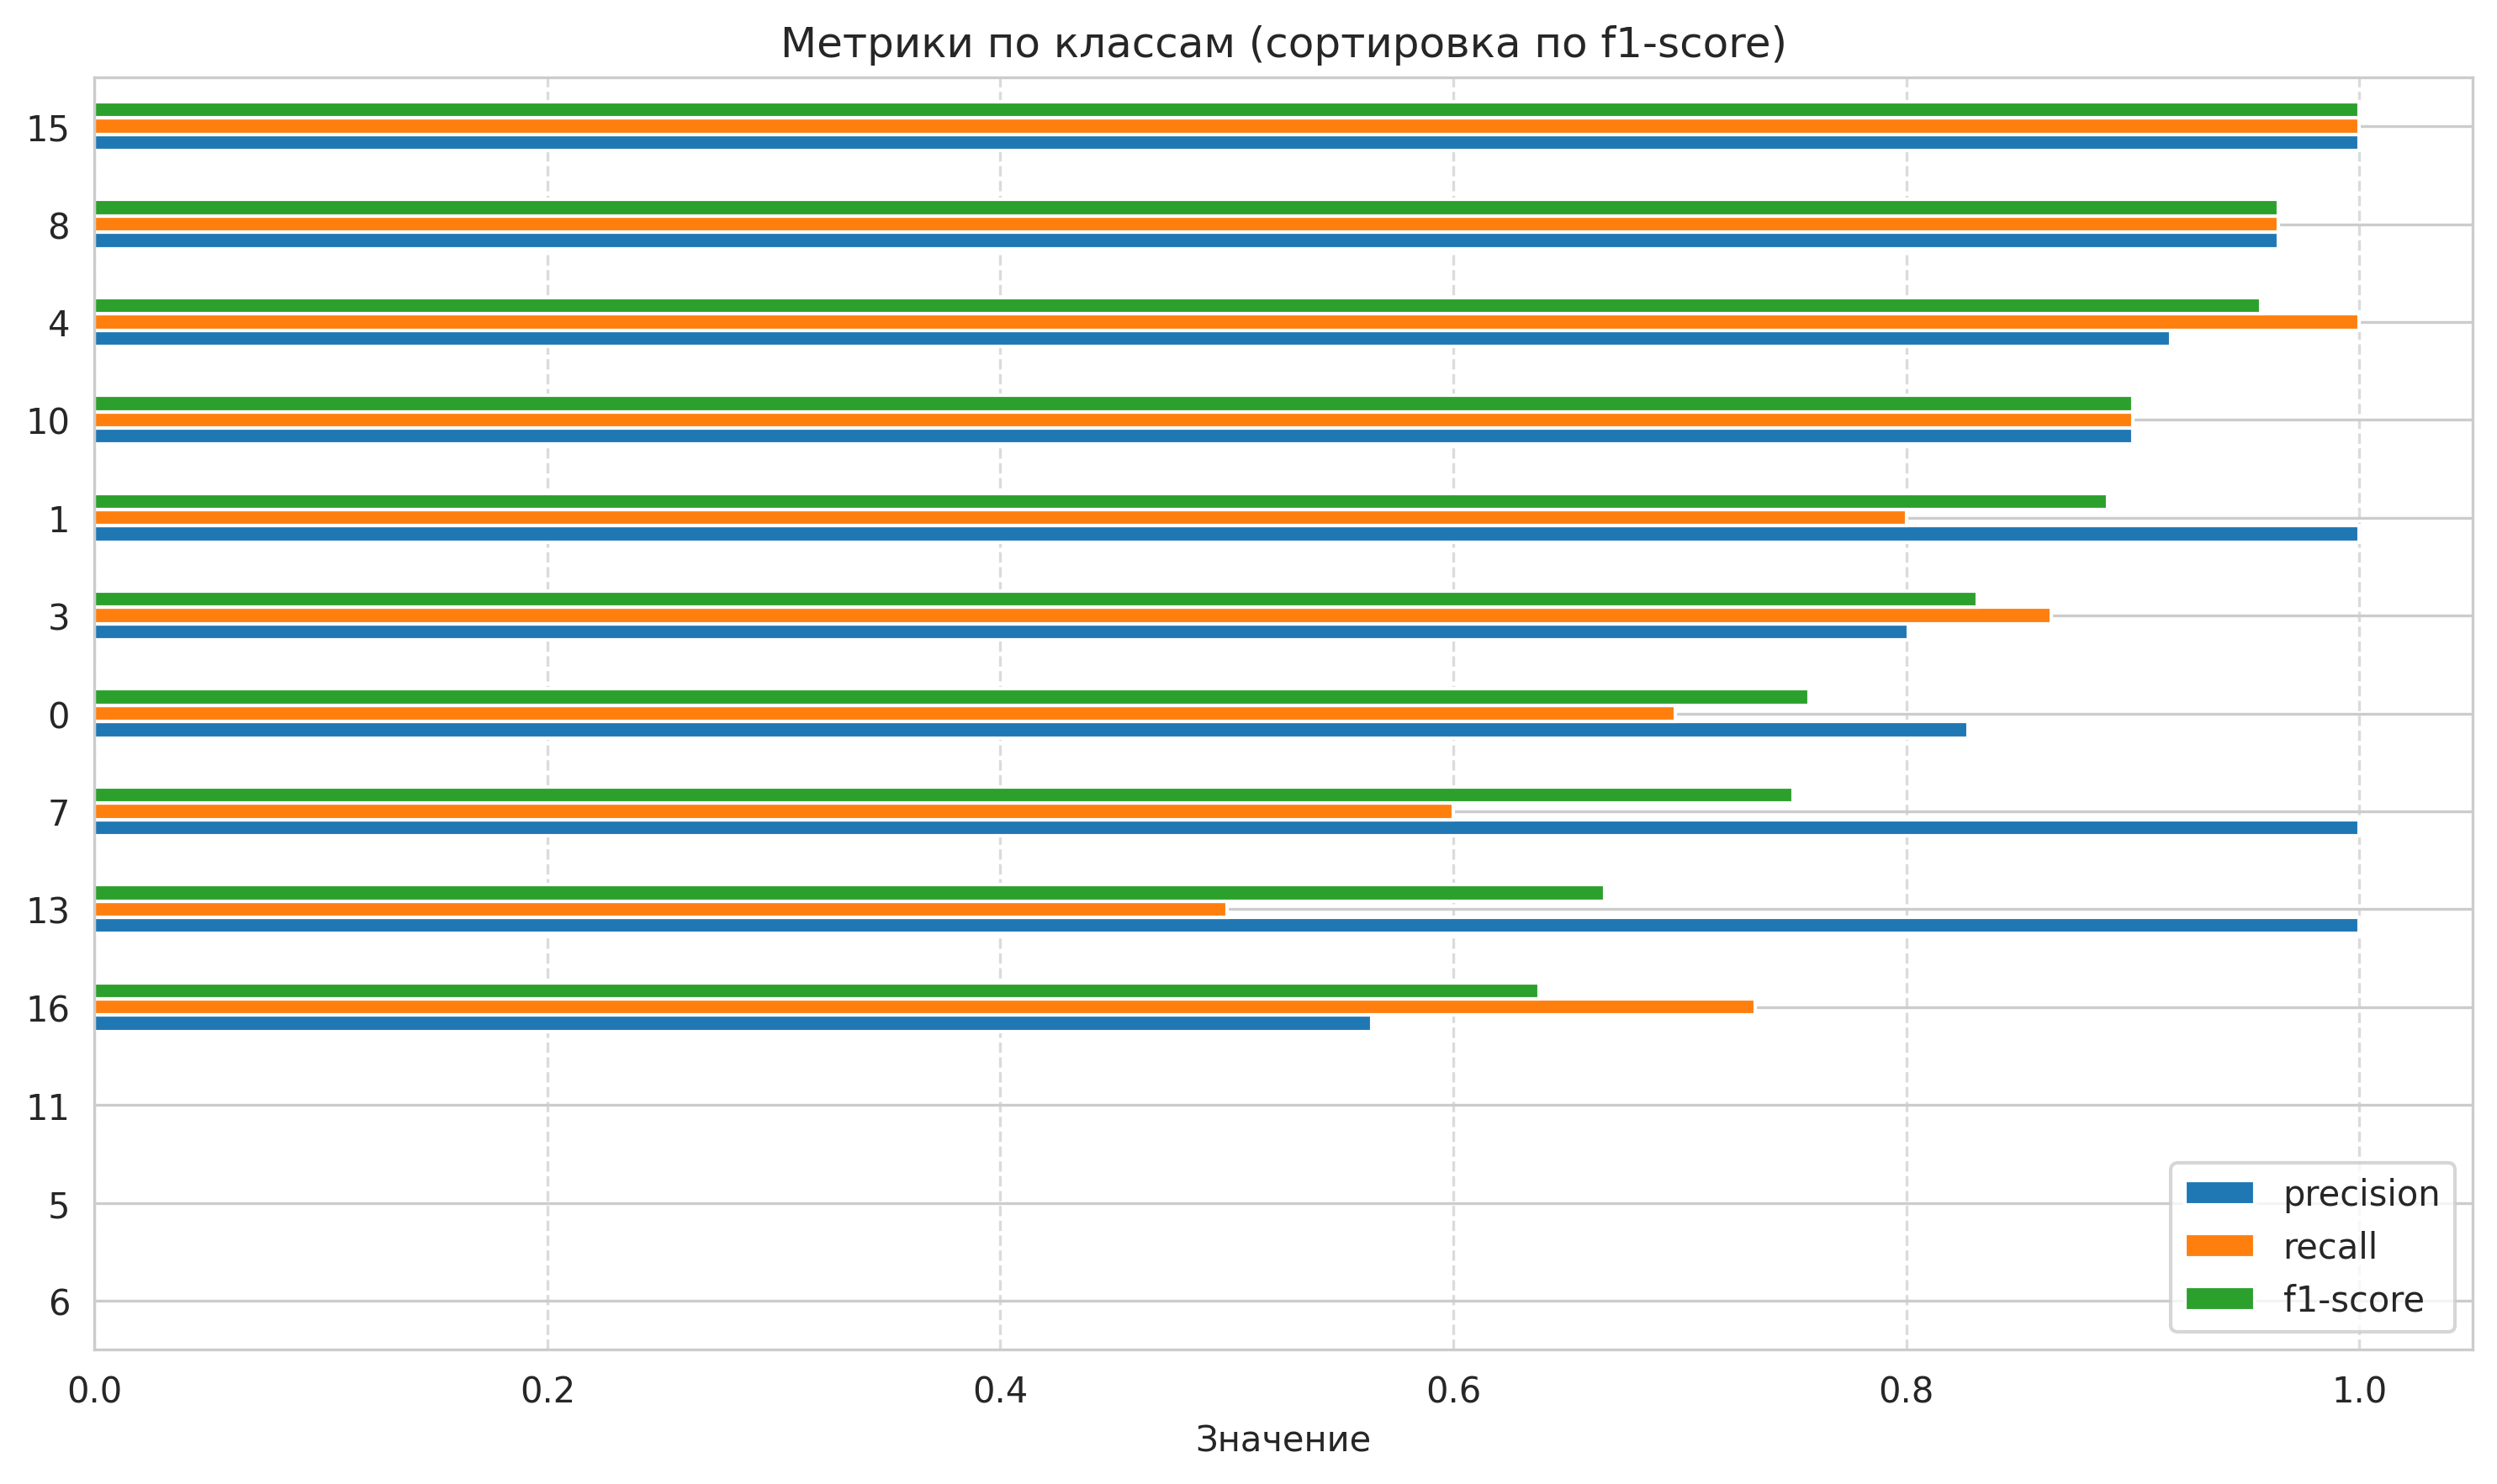 Метрики по классам (сортировка по f1-score)
15
8
4
10
1
3
0
7
13
16
11
5
6
precision
recall
f1-score
0.0 0.2 0.4 0.6 0.8 1.0
Значение